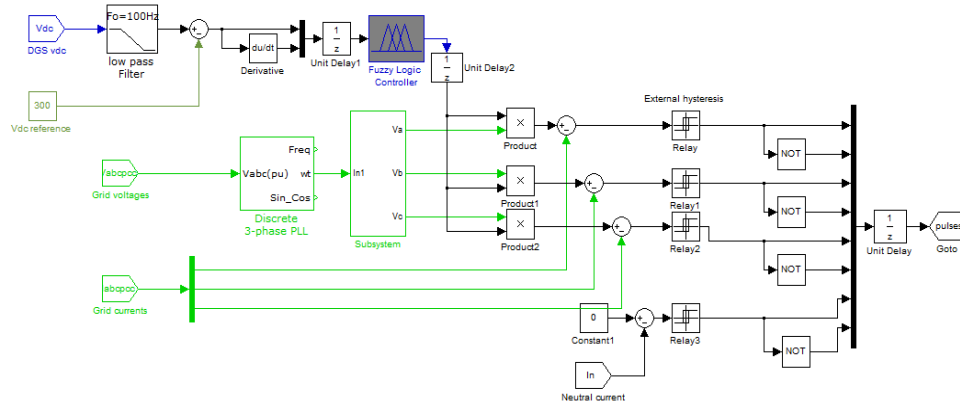 Vdc
DGS vdc
Fo=100Hz
low pass
Filter
du/dt
Derivative
1
z
Unit Delay1
Fuzzy Logic
Controller
1
z
Unit Delay2
300
Vdc reference
Vabcpcc
Grid voltages
Vabc(pu)
Freq
wt
Sin_Cos
Discrete
3-phase PLL
In1
Va
Vb
Vc
Subsystem
×
Product
×
Product1
×
Product2
External hysteresis
Relay
NOT
Relay1
NOT
Relay2
NOT
1
z
Unit Delay
pulses
Goto
Iabcpcc
Grid currents
0
Constant1
Relay3
NOT
In
Neutral current